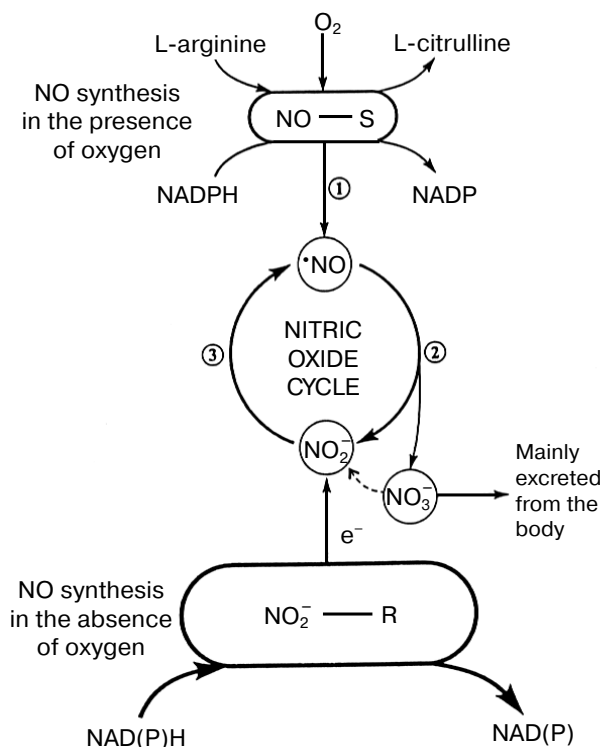 O₂
L-arginine
L-citrulline
NO synthesis
in the presence
of oxygen
NO — S
NADPH
NADP
①
•NO
NITRIC
OXIDE
CYCLE
③
②
NO₂⁻
NO₃⁻
Mainly
excreted
from the
body
e⁻
NO synthesis
in the absence
of oxygen
NO₂⁻ — R
NAD(P)H
NAD(P)